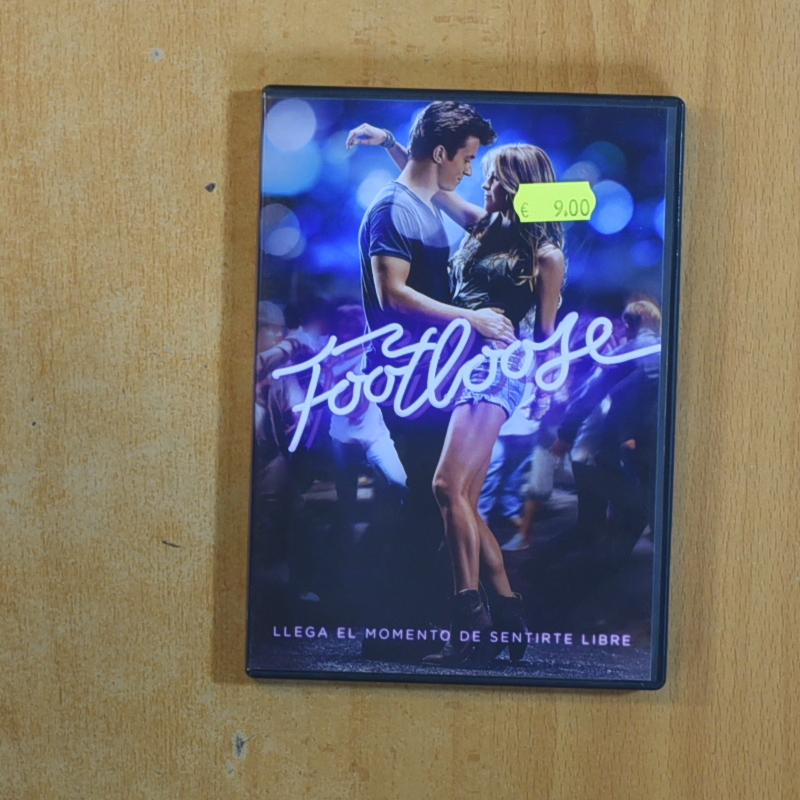 € 9.00
Footloose
LLEGA EL MOMENTO DE SENTIRTE LIBRE